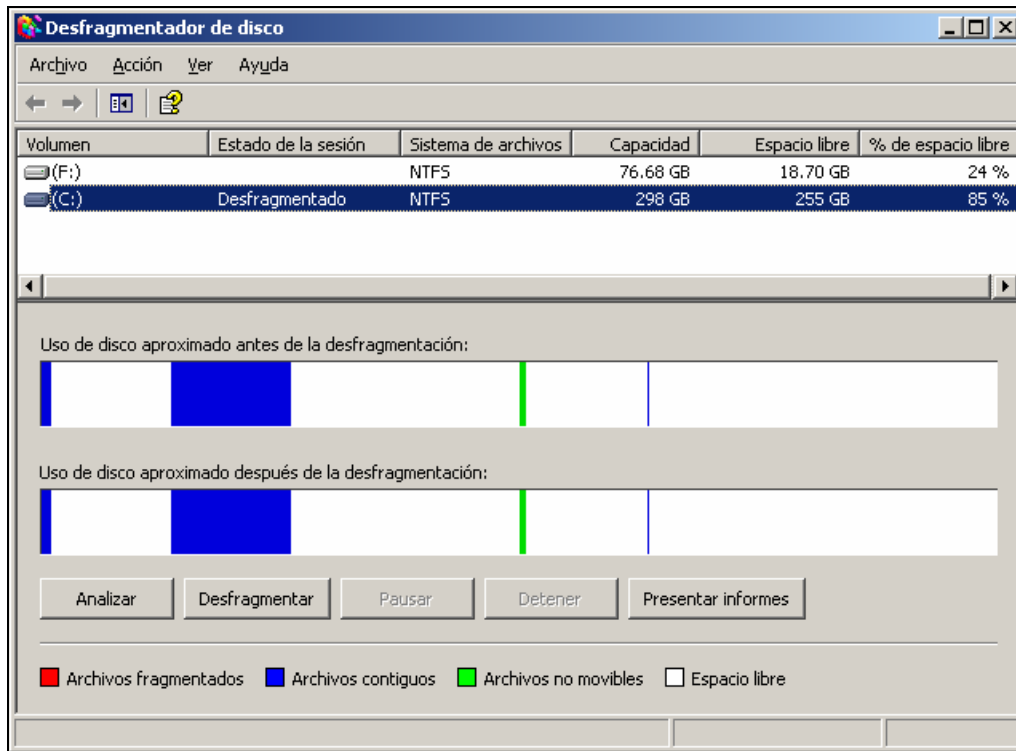 Desfragmentador de disco
Archivo Acción Ver Ayuda
Volumen Estado de la sesión Sistema de archivos Capacidad Espacio libre % de espacio libre
(F:) NTFS 76.68 GB 18.70 GB 24 %
(C:) Desfragmentado NTFS 298 GB 255 GB 85 %
Uso de disco aproximado antes de la desfragmentación:
Uso de disco aproximado después de la desfragmentación:
Analizar Desfragmentar Pausar Detener Presentar informes
Archivos fragmentados Archivos contiguos Archivos no movibles Espacio libre